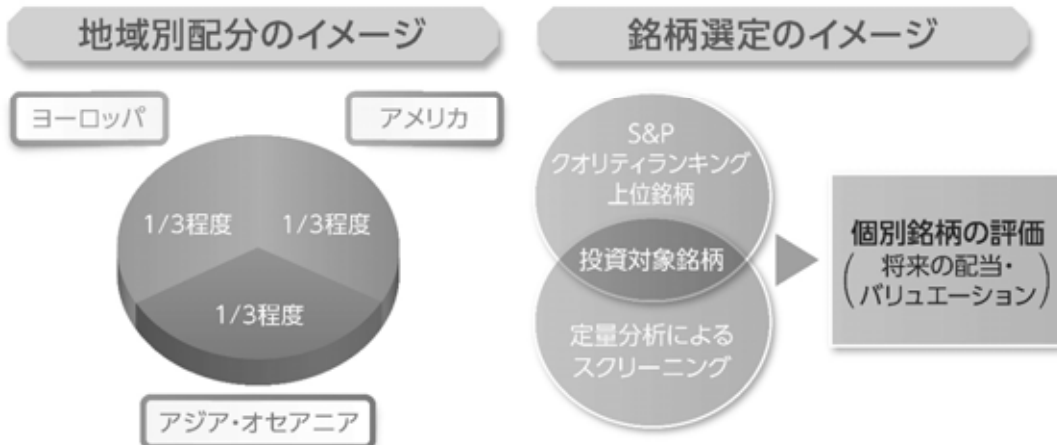 地域別配分のイメージ
ヨーロッパ
アメリカ
1/3程度
1/3程度
1/3程度
アジア・オセアニア
銘柄選定のイメージ
S&P
クオリティランキング
上位銘柄
投資対象銘柄
定量分析による
スクリーニング
個別銘柄の評価
(将来の配当・
バリュエーション)